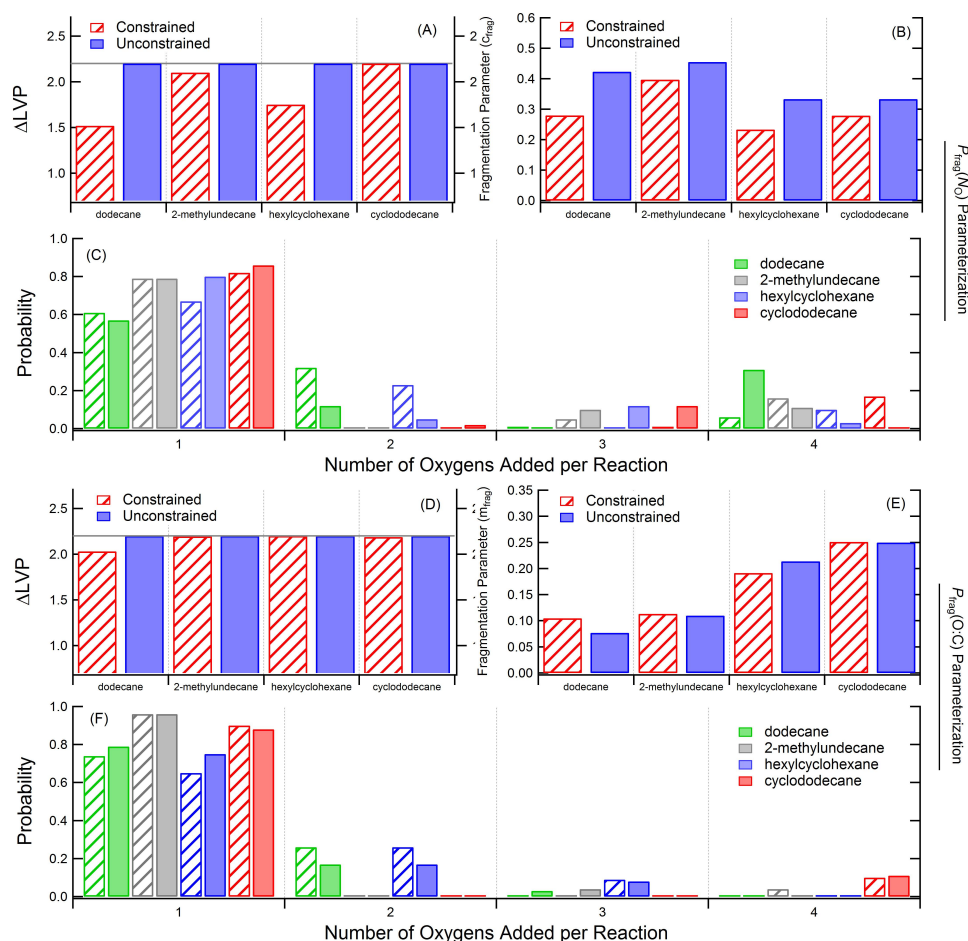 (A)
Constrained
Unconstrained
2.5
2.0
1.5
1.0
ΔLVP
dodecane 2-methylundecane hexylcyclohexane cyclododecane
Fragmentation Parameter (cfrag)
(B)
Constrained
Unconstrained
0.6
0.5
0.4
0.3
0.2
0.1
0.0
dodecane 2-methylundecane hexylcyclohexane cyclododecane
Pfrag(NO) Parameterization
(C)
dodecane
2-methylundecane
hexylcyclohexane
cyclododecane
1.0
0.8
0.6
0.4
0.2
0.0
Probability
1 2 3 4
Number of Oxygens Added per Reaction
(D)
Constrained
Unconstrained
2.5
2.0
1.5
1.0
ΔLVP
dodecane 2-methylundecane hexylcyclohexane cyclododecane
Fragmentation Parameter (mfrag)
(E)
Constrained
Unconstrained
0.35
0.30
0.25
0.20
0.15
0.10
0.05
0.00
dodecane 2-methylundecane hexylcyclohexane cyclododecane
Pfrag(O:C) Parameterization
(F)
dodecane
2-methylundecane
hexylcyclohexane
cyclododecane
1.0
0.8
0.6
0.4
0.2
0.0
Probability
1 2 3 4
Number of Oxygens Added per Reaction